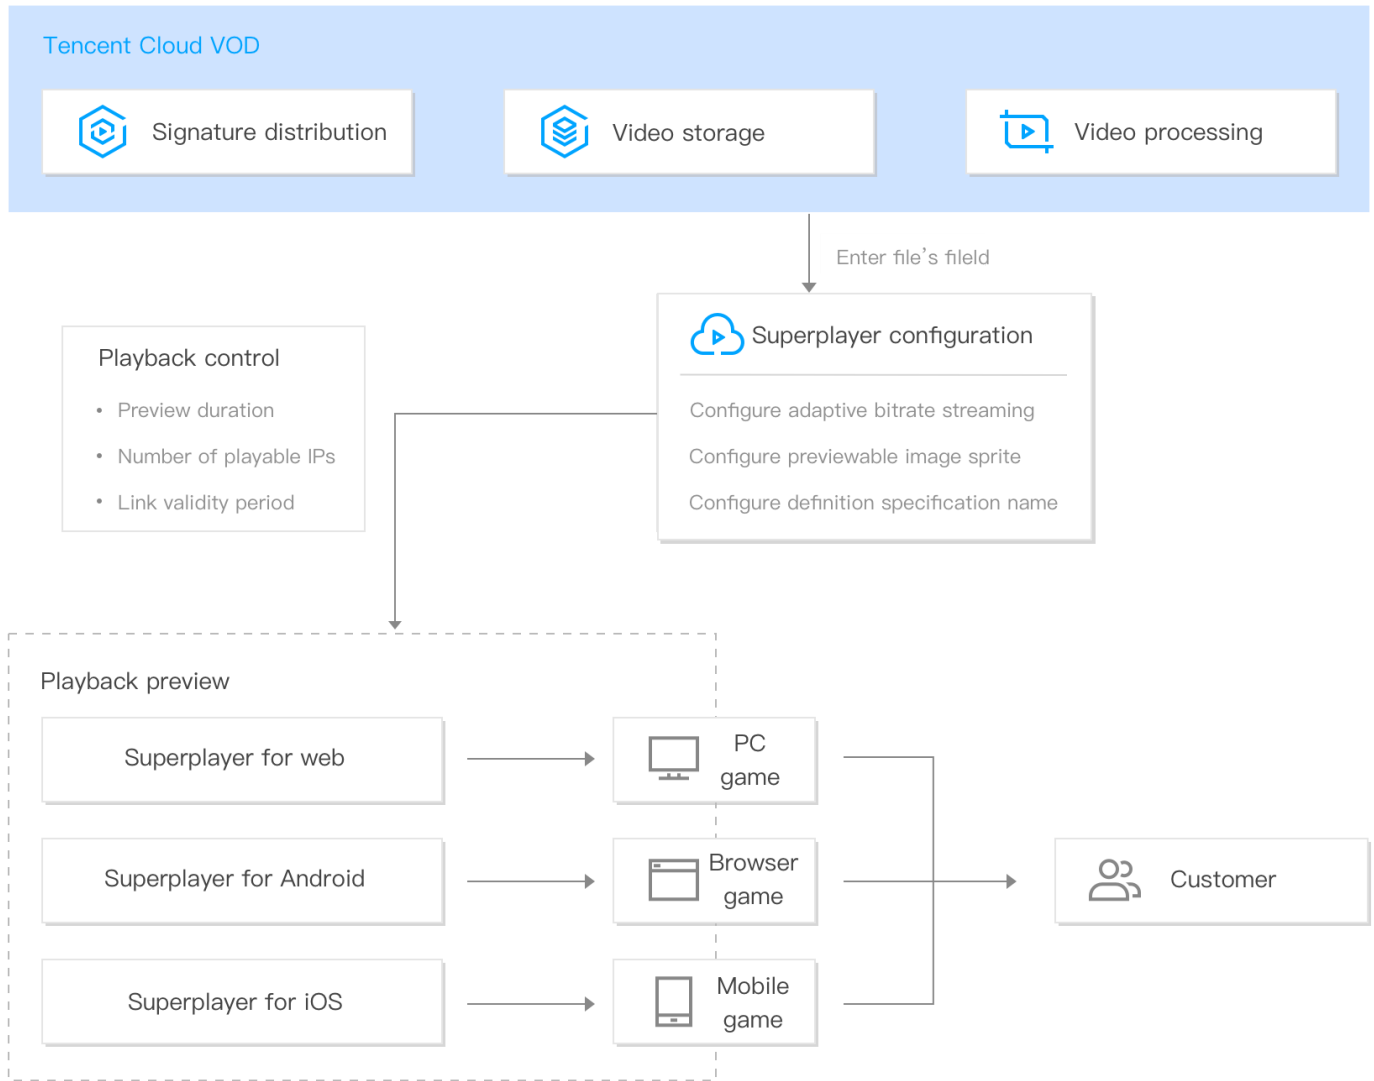 Tencent Cloud VOD
Signature distribution
Video storage
Video processing
Enter file's fileId
Superplayer configuration
Configure adaptive bitrate streaming
Configure previewable image sprite
Configure definition specification name
Playback control
• Preview duration
• Number of playable IPs
• Link validity period
Playback preview
Superplayer for web
PC
game
Superplayer for Android
Browser
game
Customer
Superplayer for iOS
Mobile
game